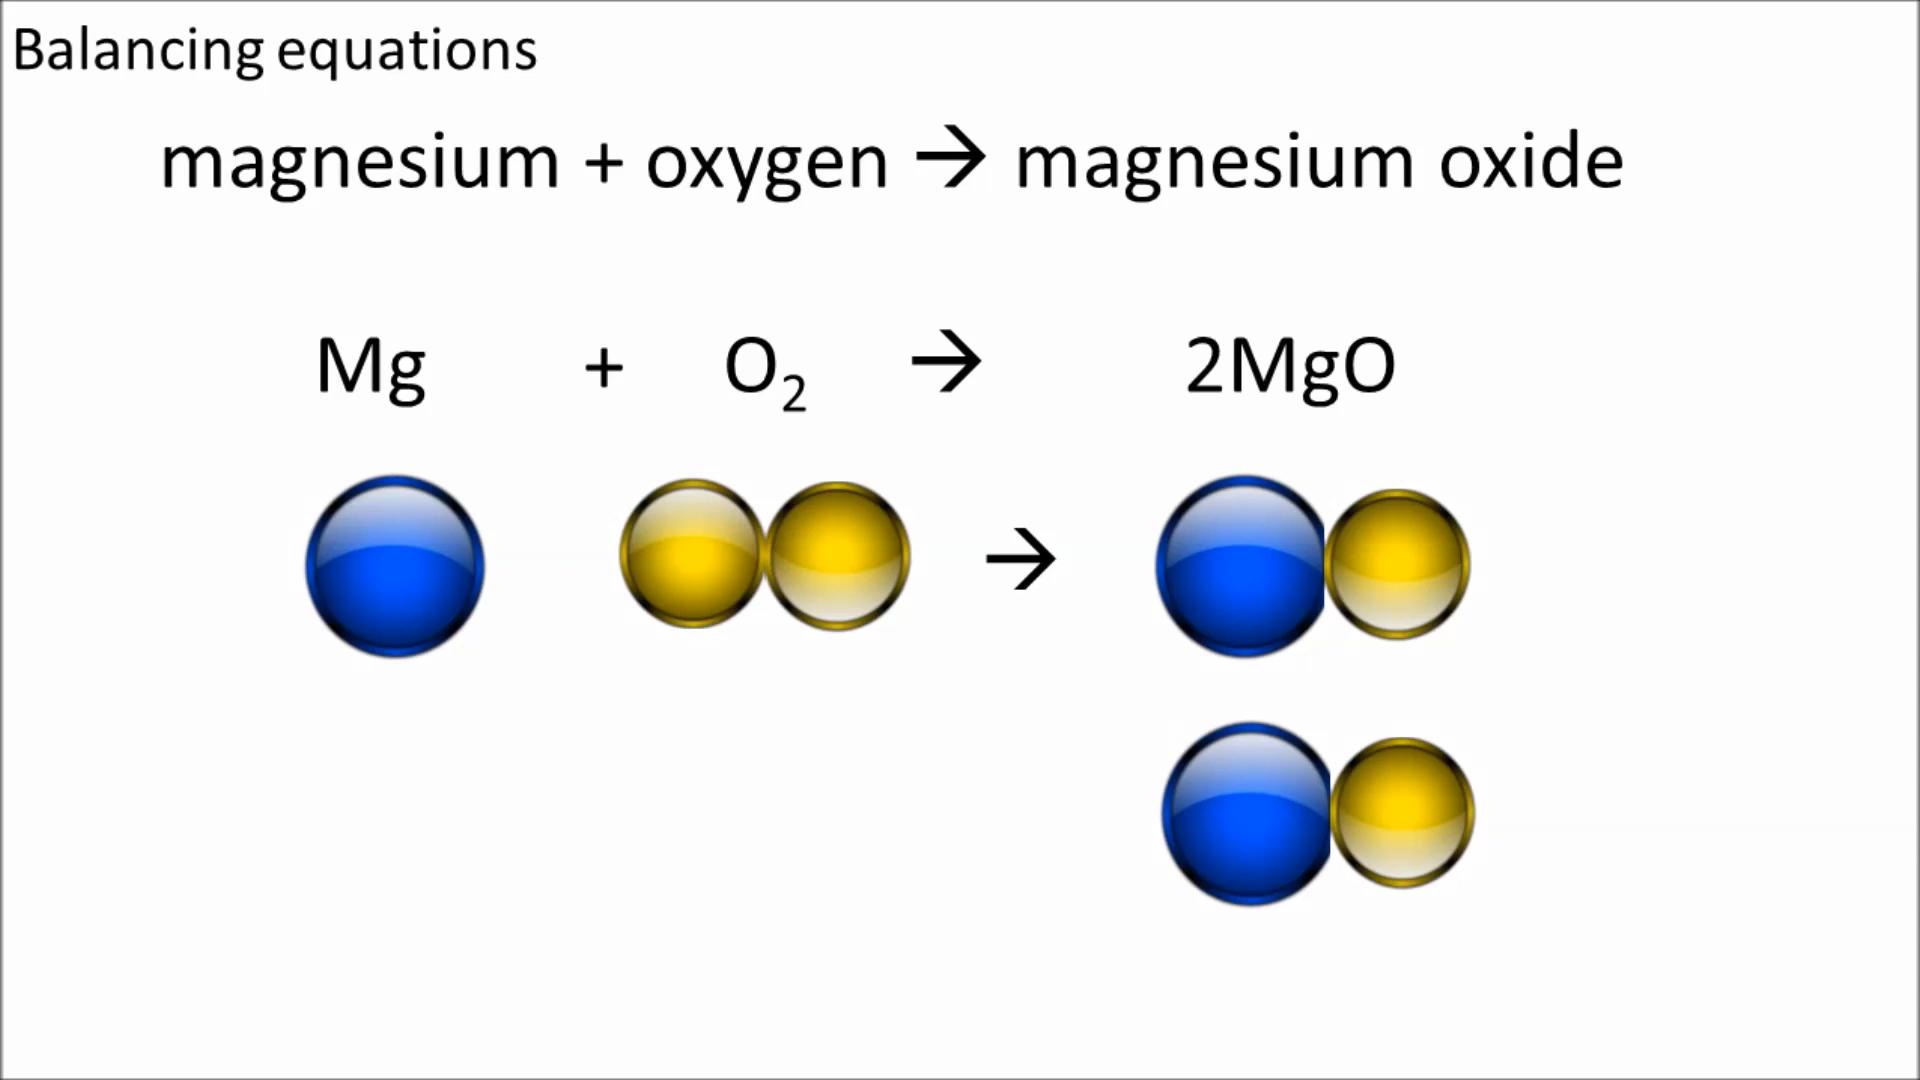 Balancing equations
magnesium + oxygen → magnesium oxide
Mg + O₂ → 2MgO
→